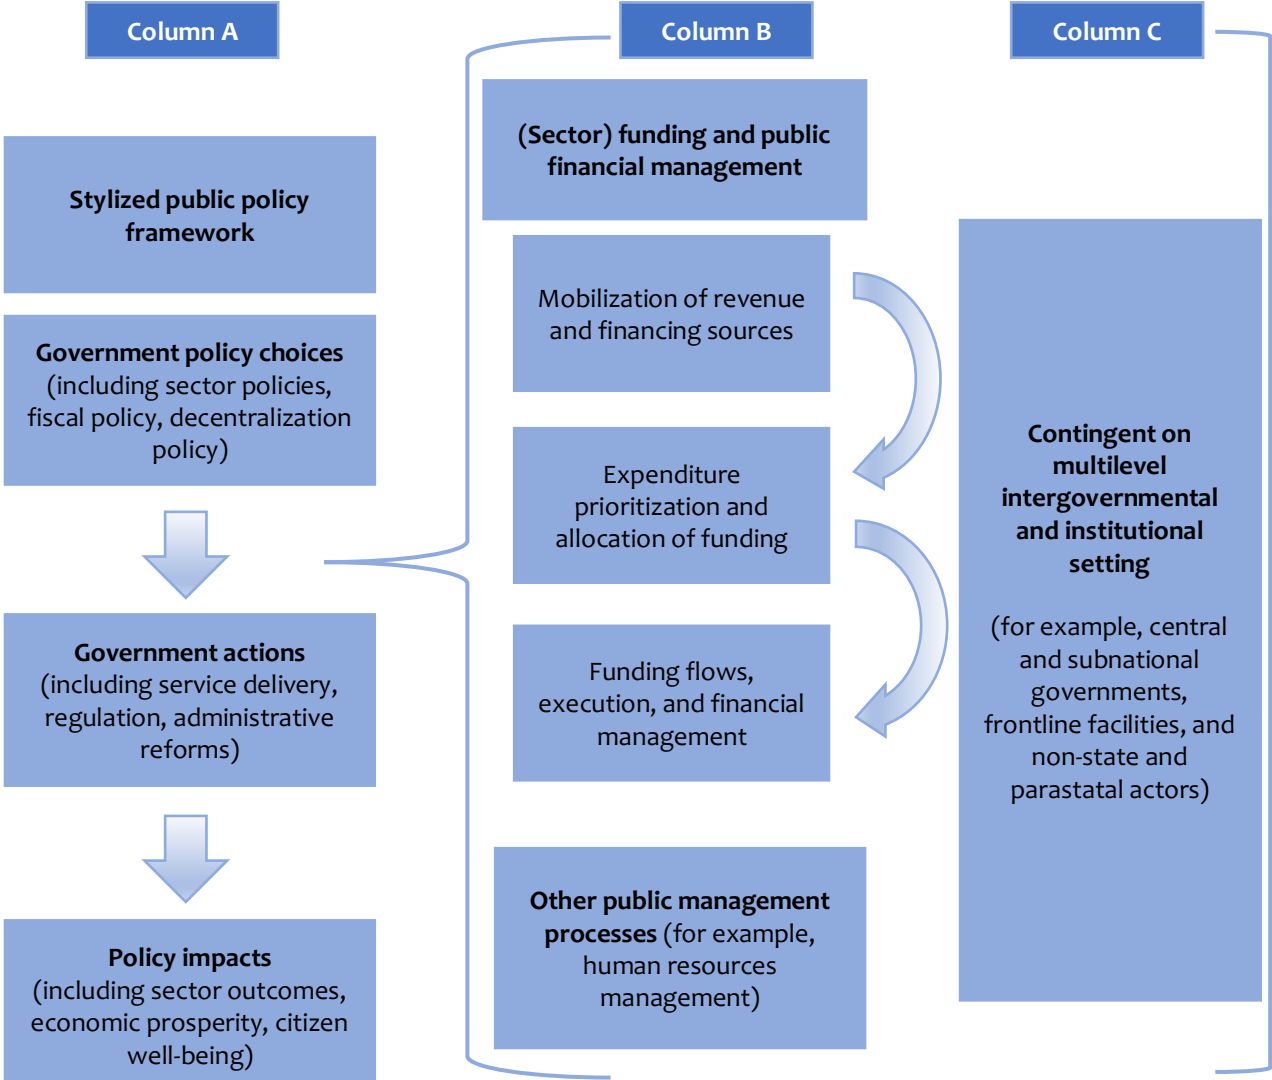 Column A
Column B
Column C
Stylized public policy
framework
Government policy choices
(including sector policies,
fiscal policy, decentralization
policy)
Government actions
(including service delivery,
regulation, administrative
reforms)
Policy impacts
(including sector outcomes,
economic prosperity, citizen
well-being)
(Sector) funding and public
financial management
Mobilization of revenue
and financing sources
Expenditure
prioritization and
allocation of funding
Funding flows,
execution, and financial
management
Other public management
processes (for example,
human resources
management)
Contingent on
multilevel
intergovernmental
and institutional
setting
(for example, central
and subnational
governments,
frontline facilities, and
non-state and
parastatal actors)